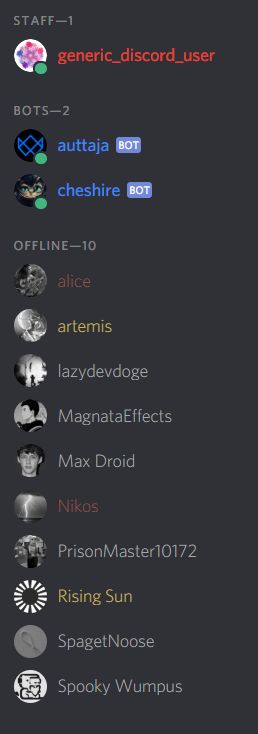 STAFF—1
generic_discord_user
BOTS—2
auttaja BOT
cheshire BOT
OFFLINE—10
alice
artemis
lazydevdoge
MagnataEffects
Max Droid
Nikos
PrisonMaster10172
Rising Sun
SpagetNoose
Spooky Wumpus